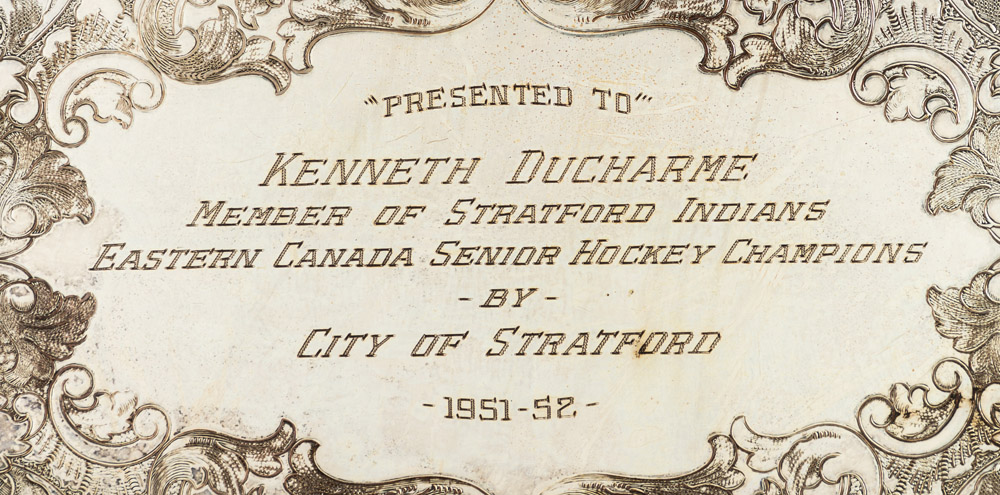 "PRESENTED TO"
KENNETH DUCHARME
MEMBER OF STRATFORD INDIANS
EASTERN CANADA SENIOR HOCKEY CHAMPIONS
- BY -
CITY OF STRATFORD
- 1951-52 -